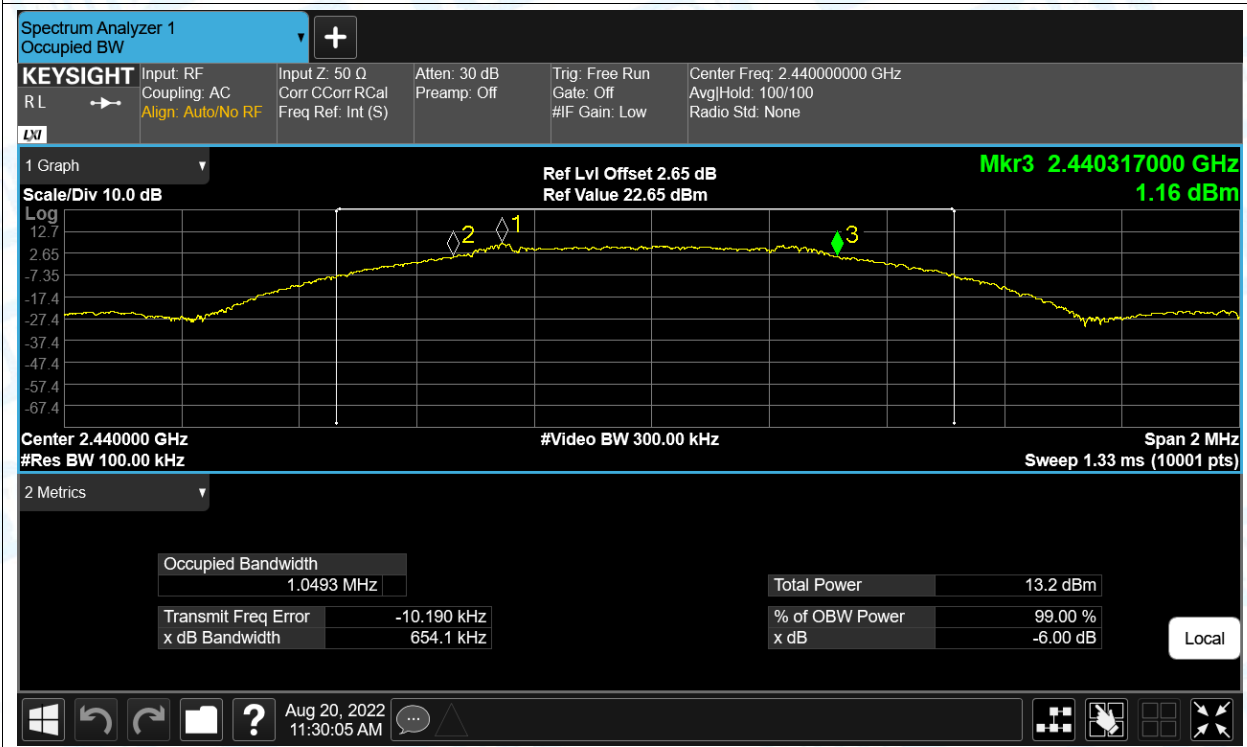 Spectrum Analyzer 1
Occupied BW
KEYSIGHT
R L
LXI
Input: RF
Coupling: AC
Align: Auto/No RF
Input Z: 50 Ω
Corr CCorr RCal
Freq Ref: Int (S)
Atten: 30 dB
Preamp: Off
Trig: Free Run
Gate: Off
#IF Gain: Low
Center Freq: 2.440000000 GHz
Avg|Hold: 100/100
Radio Std: None
1 Graph
Scale/Div 10.0 dB
Ref Lvl Offset 2.65 dB
Ref Value 22.65 dBm
Mkr3 2.440317000 GHz
1.16 dBm
Log
12.7
2.65
-7.35
-17.4
-27.4
-37.4
-47.4
-57.4
-67.4
2
1
3
Center 2.440000 GHz
#Res BW 100.00 kHz
#Video BW 300.00 kHz
Span 2 MHz
Sweep 1.33 ms (10001 pts)
2 Metrics
Occupied Bandwidth
1.0493 MHz
Transmit Freq Error -10.190 kHz
x dB Bandwidth 654.1 kHz
Total Power 13.2 dBm
% of OBW Power 99.00 %
x dB -6.00 dB
Local
?
Aug 20, 2022
11:30:05 AM